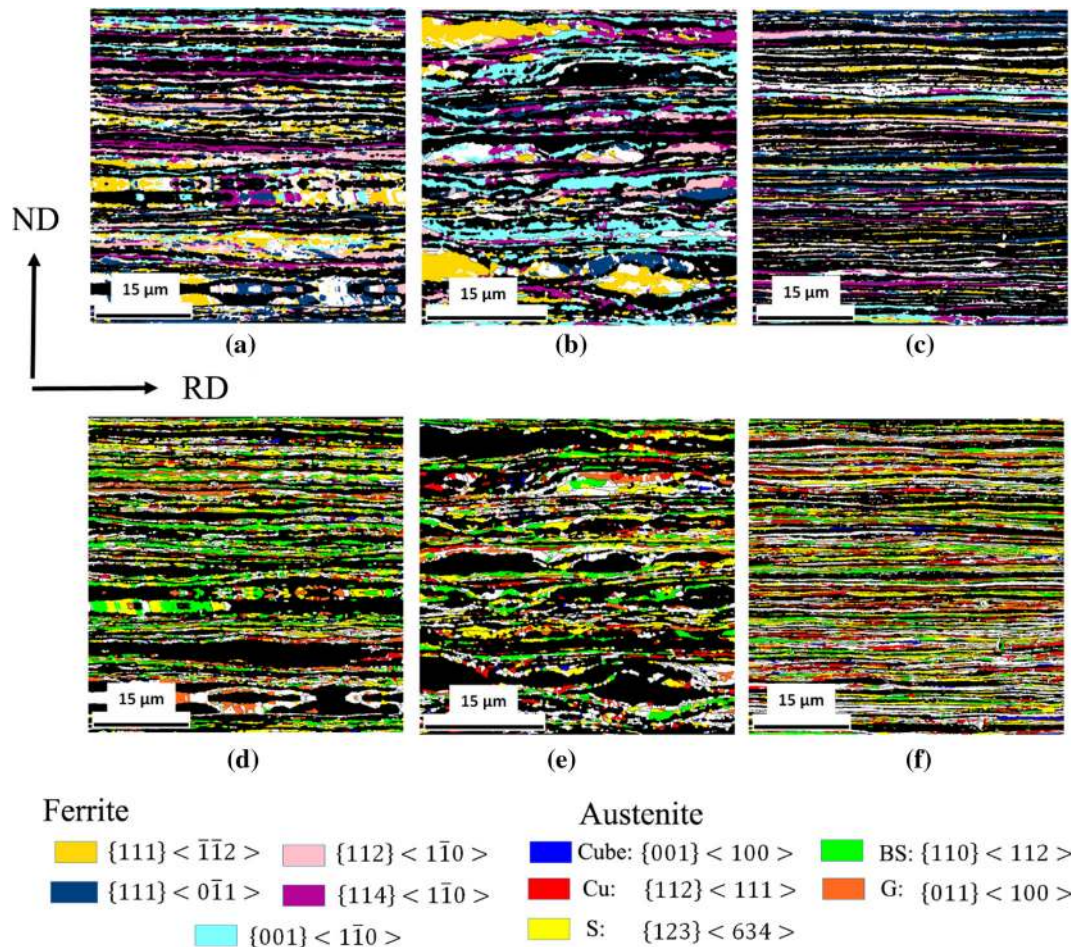 15 μm 15 μm 15 μm
(a) (b) (c)
ND
RD
15 μm 15 μm 15 μm
(d) (e) (f)
Ferrite
{111} < 1̅1̅2 >
{112} < 11̅0 >
{111} < 01̅1 >
{114} < 11̅0 >
{001} < 11̅0 >
Austenite
Cube: {001} < 100 >
BS: {110} < 112 >
Cu: {112} < 111 >
G: {011} < 100 >
S: {123} < 634 >